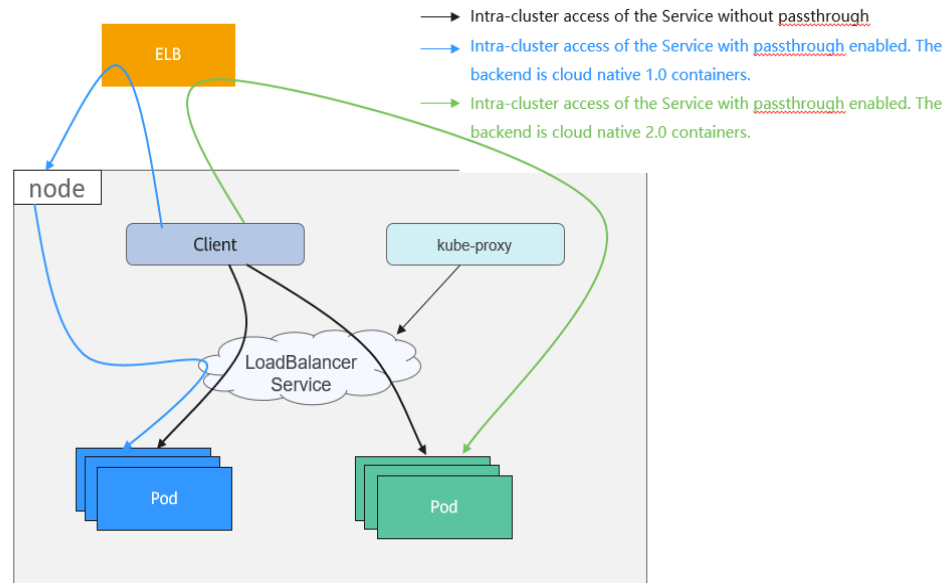 Intra-cluster access of the Service without passthrough
ELB
Intra-cluster access of the Service with passthrough enabled. The
backend is cloud native 1.0 containers.
Intra-cluster access of the Service with passthrough enabled. The
backend is cloud native 2.0 containers.
node
Client
kube-proxy
LoadBalancer
Service
Pod
Pod